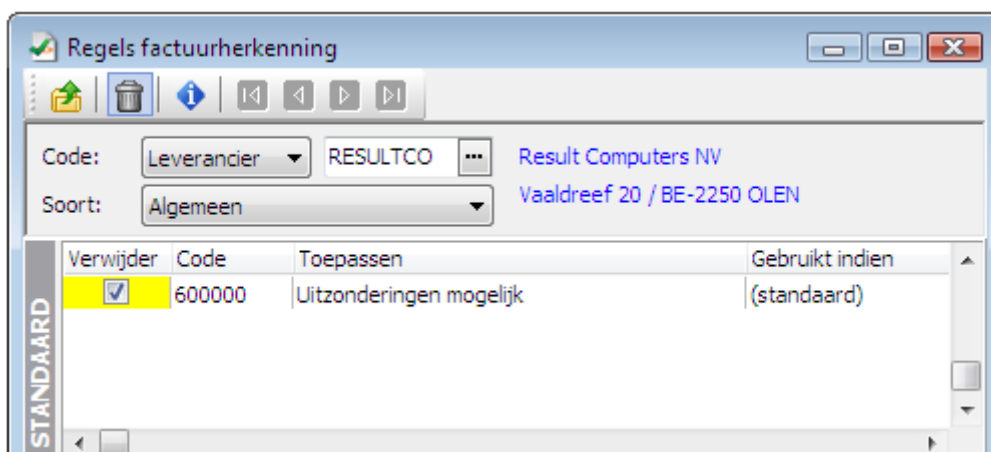 Regels factuurherkenning
Code: Leverancier RESULTCO ... Result Computers NV
Vaaldreef 20 / BE-2250 OLEN
Soort: Algemeen
STANDAARD
Verwijder Code Toepassen Gebruikt indien
600000 Uitzonderingen mogelijk (standaard)